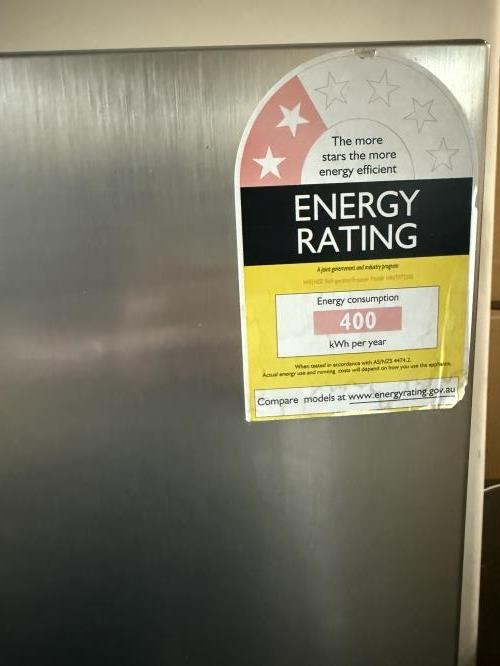 The more
stars the more
energy efficient
ENERGY
RATING
A joint government and industry program
Refrigerator/Freezer
Energy consumption
400
kWh per year
When tested in accordance with AS/NZS 4474.2.
Actual energy use and running costs will depend on how you use the appliance.
Compare models at www.energyrating.gov.au